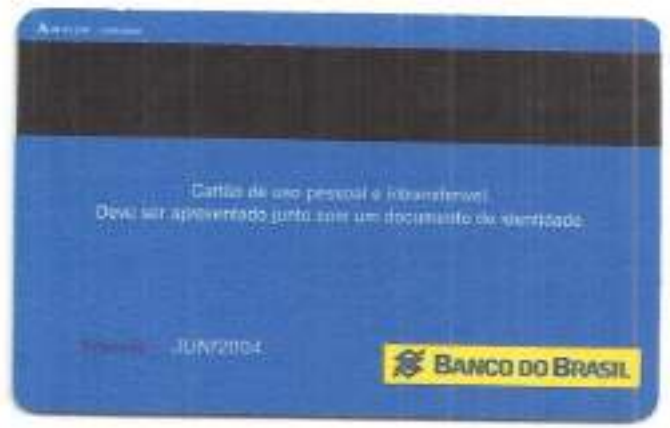 Cartão de uso pessoal e intransferível.
Deve ser apresentado junto com um documento de identidade
JUN/2004
BANCO DO BRASIL